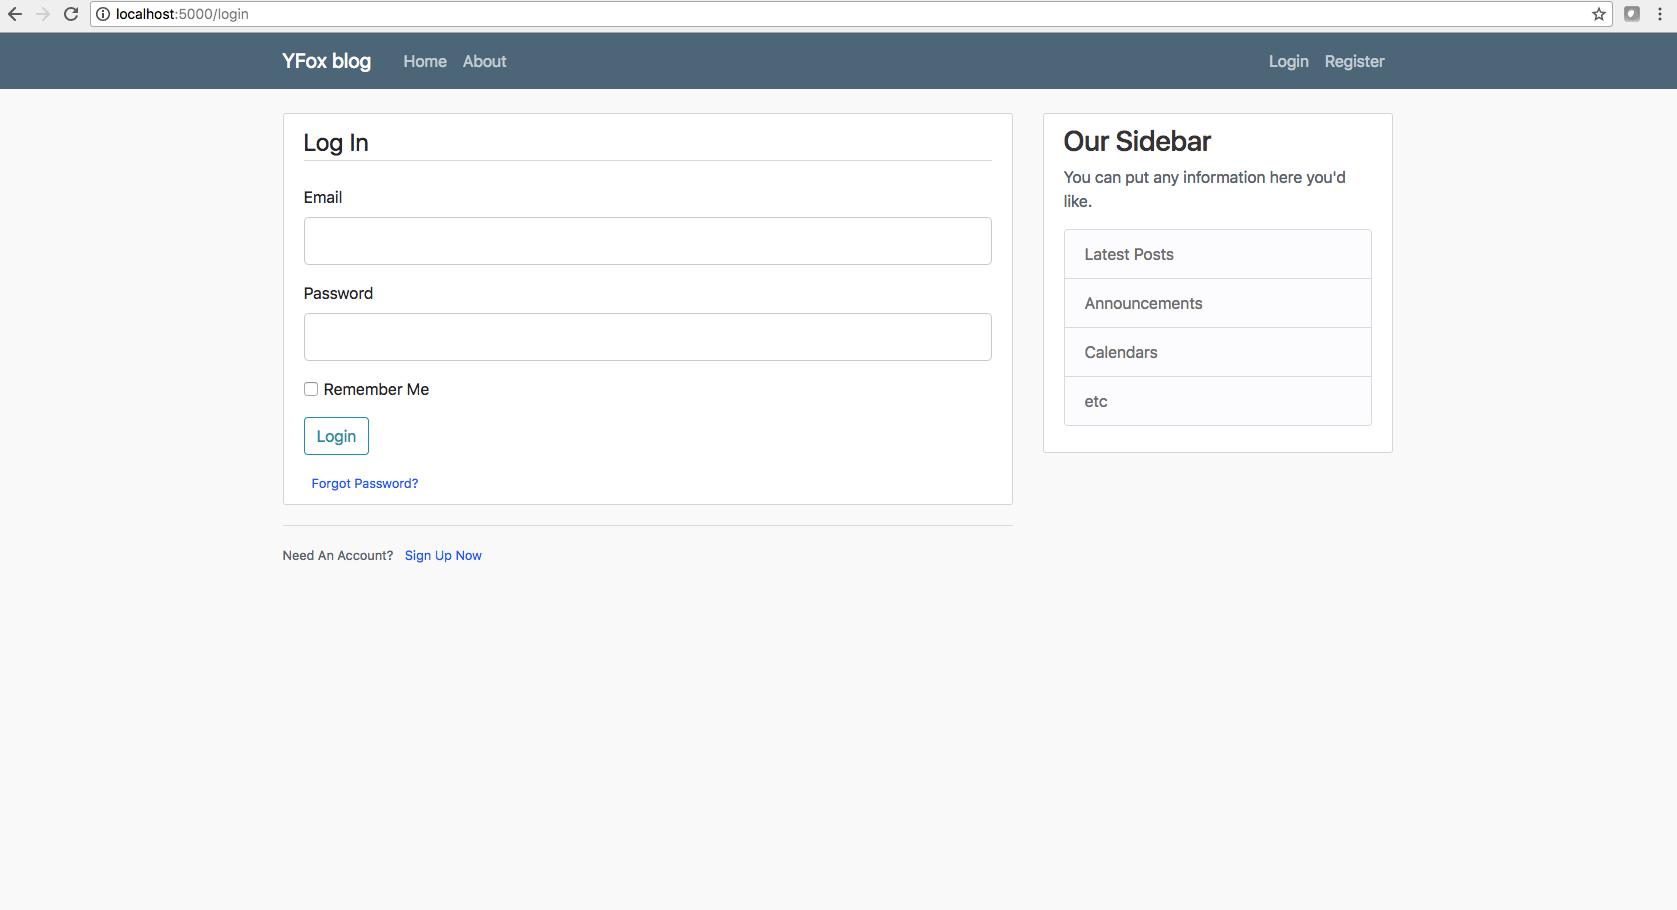 localhost:5000/login
YFox blog Home About Login Register
Log In
Email
Password
Remember Me
Login
Forgot Password?
Need An Account? Sign Up Now
Our Sidebar
You can put any information here you'd
like.
Latest Posts
Announcements
Calendars
etc